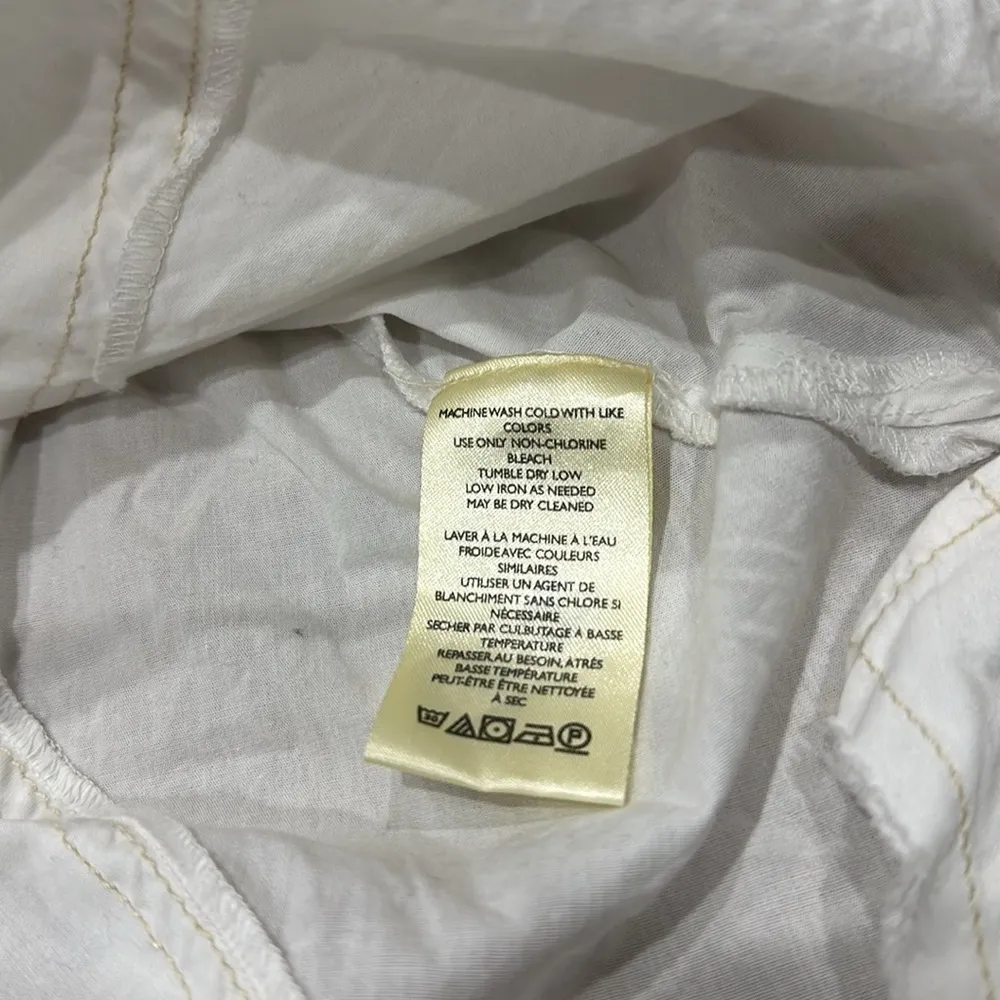 MACHINE WASH COLD WITH LIKE
COLORS
USE ONLY NON-CHLORINE
BLEACH
TUMBLE DRY LOW
LOW IRON AS NEEDED
MAY BE DRY CLEANED
LAVER À LA MACHINE À L'EAU
FROIDE AVEC COULEURS
SIMILAIRES
UTILISER UN AGENT DE
BLANCHIMENT SANS CHLORE SI
NÉCESSAIRE
SECHER PAR CULBUTAGE A BASSE
TEMPERATURE
REPASSER AU BESOIN, À TRÈS
BASSE TEMPÉRATURE
PEUT-ÊTRE ÊTRE NETTOYÉE
À SEC
30 P